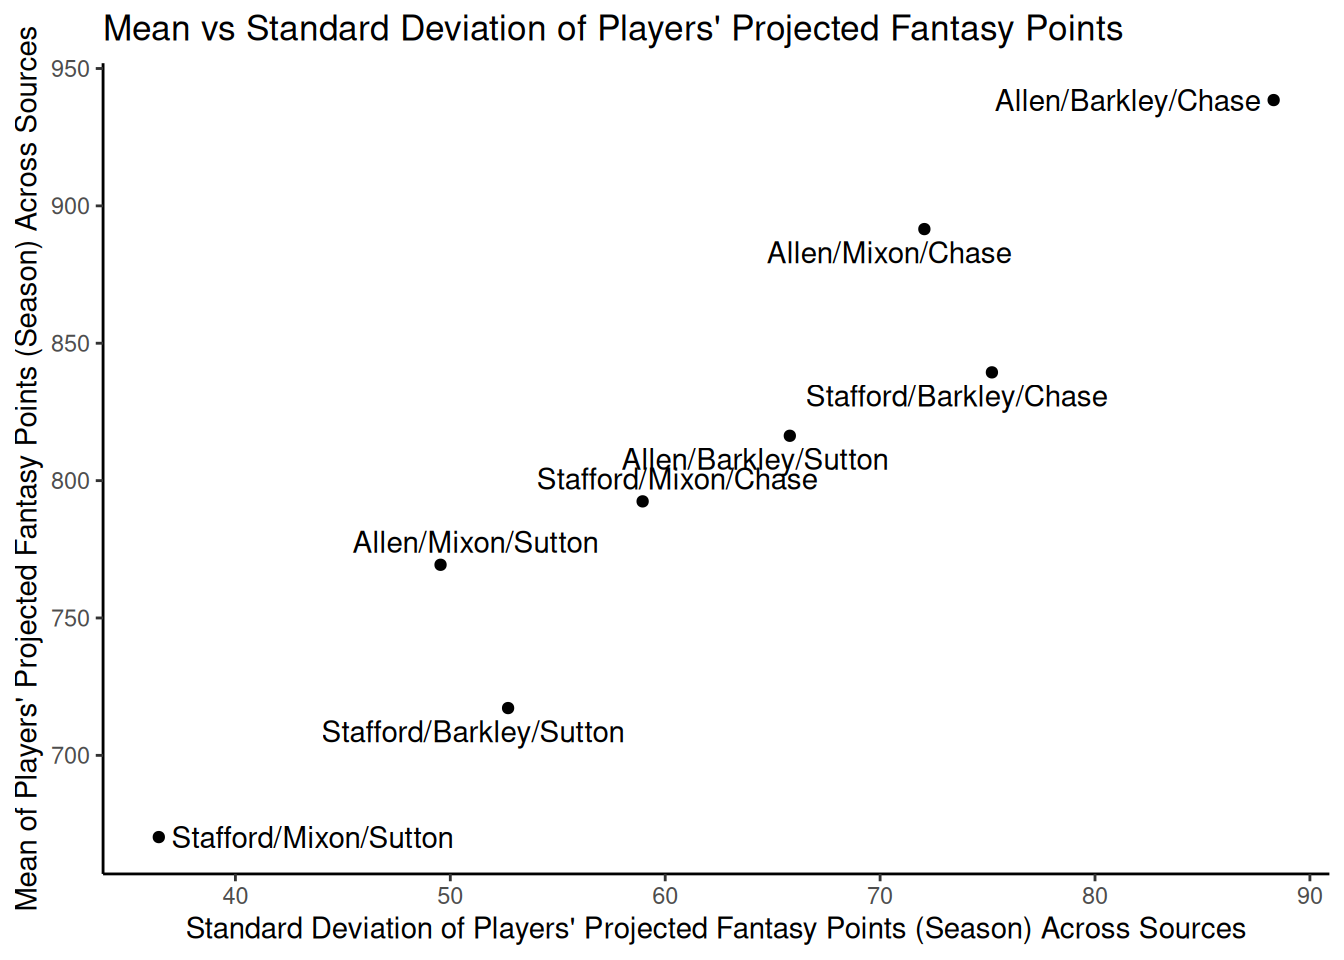 Mean vs Standard Deviation of Players' Projected Fantasy Points
Mean of Players' Projected Fantasy Points (Season) Across Sources
950
900
850
800
750
700
Allen/Barkley/Chase
Allen/Mixon/Chase
Stafford/Barkley/Chase
Allen/Barkley/Sutton
Stafford/Mixon/Chase
Allen/Mixon/Sutton
Stafford/Barkley/Sutton
Stafford/Mixon/Sutton
40 50 60 70 80 90
Standard Deviation of Players' Projected Fantasy Points (Season) Across Sources